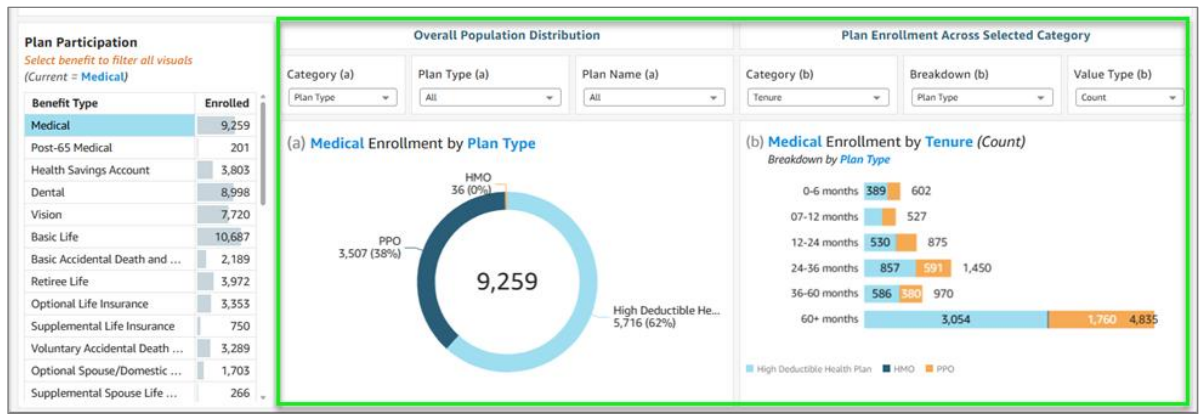 Plan Participation
Select benefit to filter all visuals
(Current = Medical)
Benefit Type Enrolled
Medical 9,259
Post-65 Medical 201
Health Savings Account 3,803
Dental 8,998
Vision 7,720
Basic Life 10,687
Basic Accidental Death and ... 2,189
Retiree Life 3,972
Optional Life Insurance 3,353
Supplemental Life Insurance 750
Voluntary Accidental Death ... 3,289
Optional Spouse/Domestic ... 1,703
Supplemental Spouse Life ... 266
Overall Population Distribution
Category (a) Plan Type (a) Plan Name (a)
Plan Type All All
(a) Medical Enrollment by Plan Type
HMO
36 (0%)
PPO
3,507 (38%)
9,259
High Deductible He...
5,716 (62%)
Plan Enrollment Across Selected Category
Category (b) Breakdown (b) Value Type (b)
Tenure Plan Type Count
(b) Medical Enrollment by Tenure (Count)
Breakdown by Plan Type
0-6 months 389 602
07-12 months 527
12-24 months 530 875
24-36 months 857 591 1,450
36-60 months 586 380 970
60+ months 3,054 1,760 4,835
High Deductible Health Plan HMO PPO